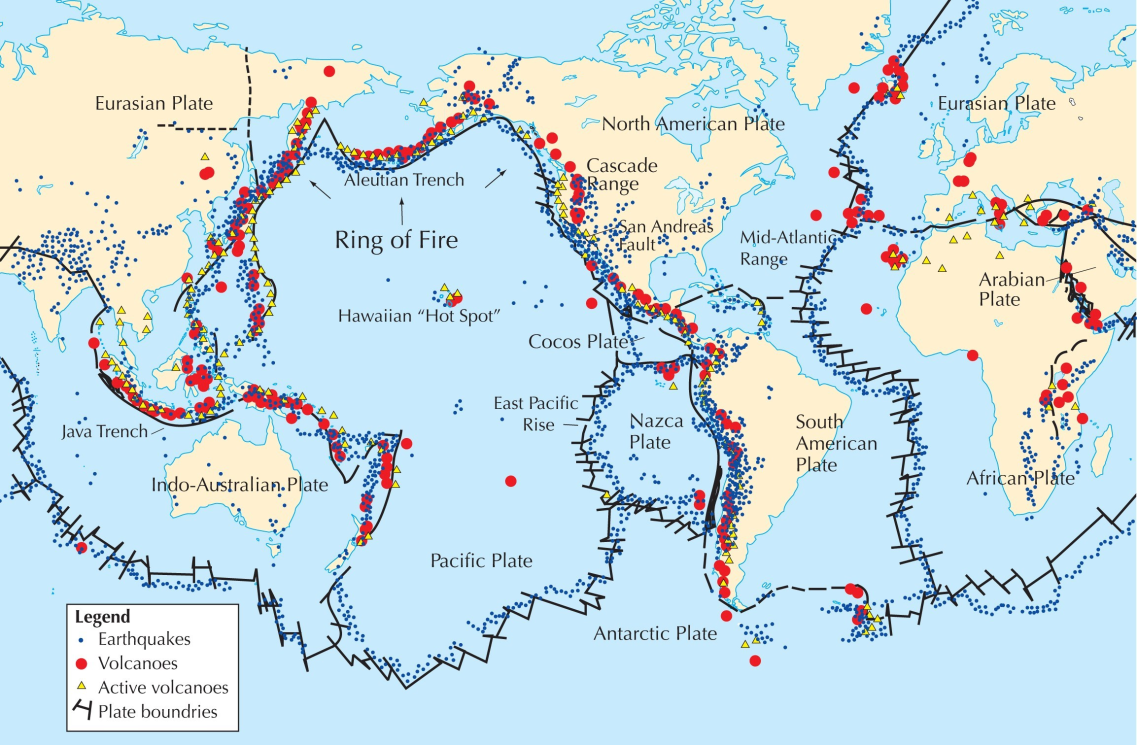 Eurasian Plate
Eurasian Plate
North American Plate
Cascade
Range
Aleutian Trench
San Andreas
Fault
Ring of Fire
Mid-Atlantic
Range
Arabian
Plate
Hawaiian “Hot Spot”
Cocos Plate
East Pacific
Rise
Nazca
Plate
South
American
Plate
Java Trench
Indo-Australian Plate
African Plate
Pacific Plate
Antarctic Plate
Legend
Earthquakes
Volcanoes
Active volcanoes
Plate boundries